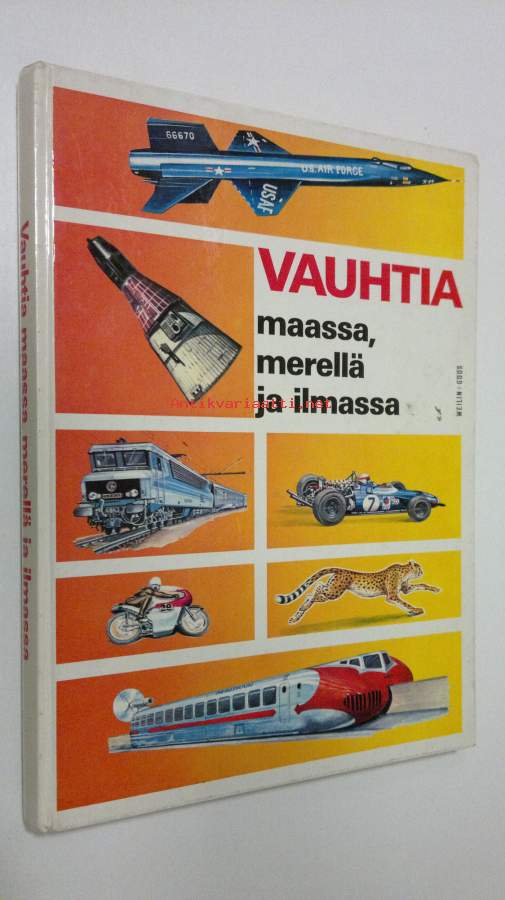 66670
U.S. AIR FORCE
USAF
VAUHTIA
maassa,
merellä
ja ilmassa
Antikvariaatti.net
WEILIN+GÖÖS
7
Vauhtia maassa merellä ja ilmassa